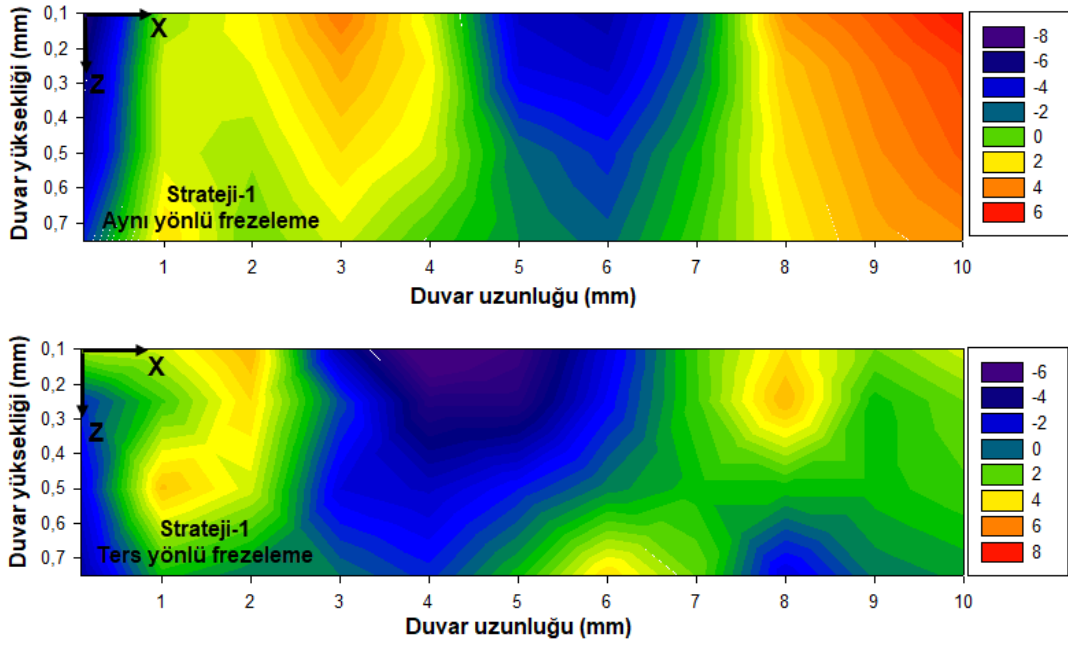 Duvar yüksekliği (mm)
0,1
0,2
0,3
0,4
0,5
0,6
0,7
X
Z
Strateji-1
Aynı yönlü frezeleme
1 2 3 4 5 6 7 8 9 10
Duvar uzunluğu (mm)
-8
-6
-4
-2
0
2
4
6
Duvar yüksekliği (mm)
0,1
0,2
0,3
0,4
0,5
0,6
0,7
X
Z
Strateji-1
Ters yönlü frezeleme
1 2 3 4 5 6 7 8 9 10
Duvar uzunluğu (mm)
-6
-4
-2
0
2
4
6
8